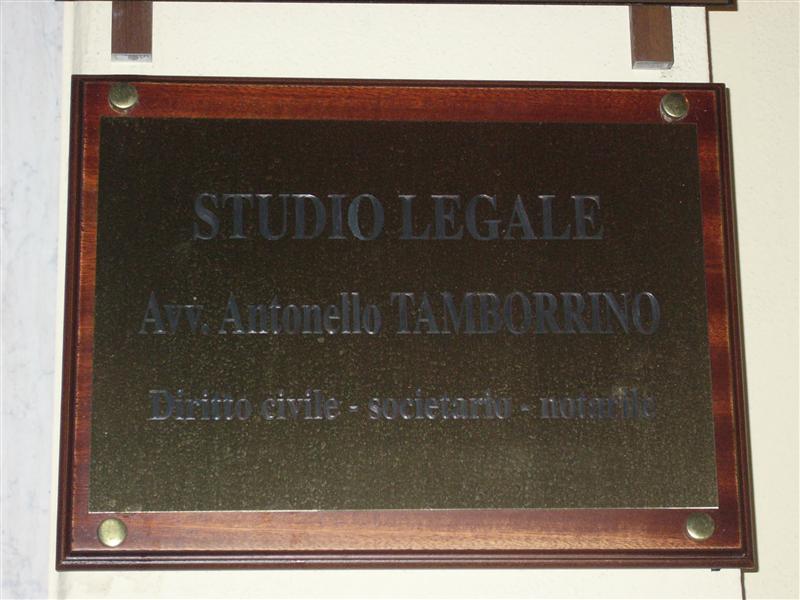 STUDIO LEGALE
Avv. Antonello TAMBORRINO
Diritto civile - societario - notarile